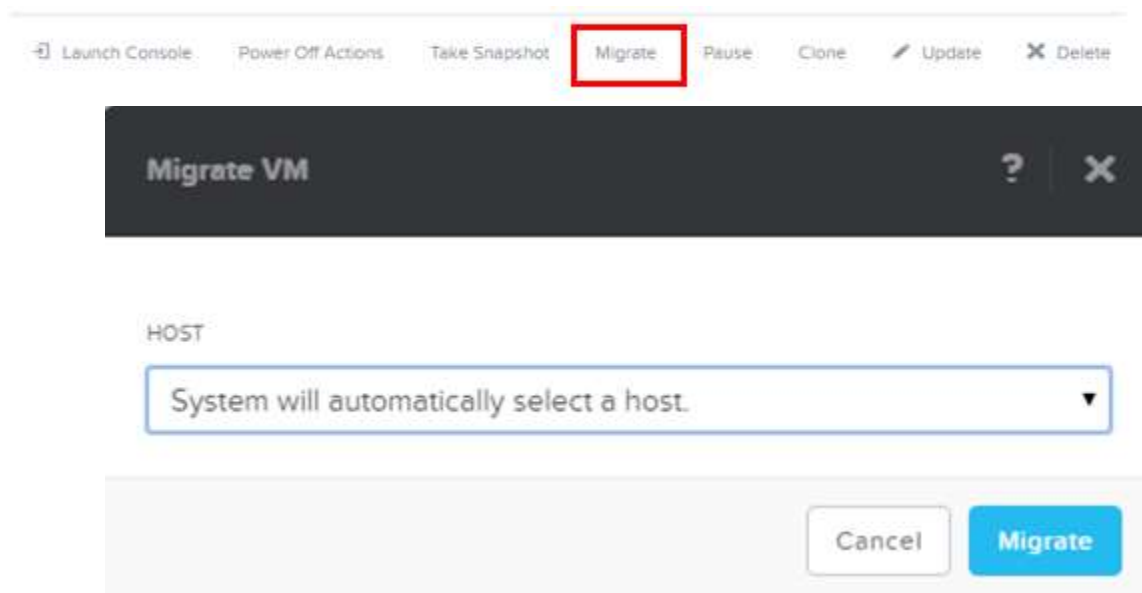 Launch Console Power Off Actions Take Snapshot Migrate Pause Clone Update Delete
Migrate VM ?
HOST
System will automatically select a host.
Cancel Migrate